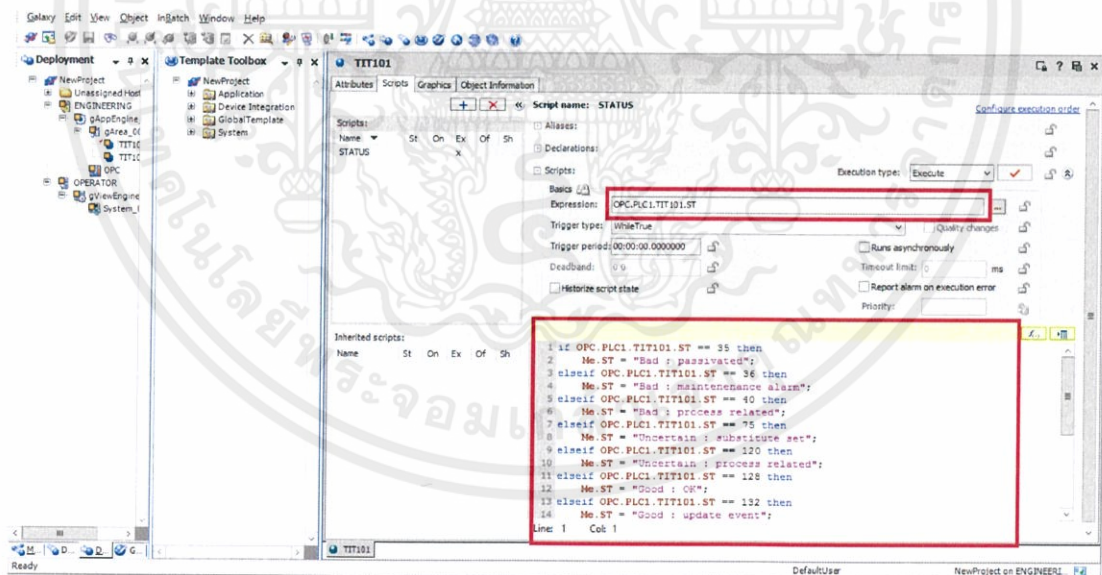 Galaxy Edit View Object InBatch Window Help
Deployment
NewProject
Unassigned Host
ENGINEERING
gAppEngine
gArea_0
TIT10
TIT10
OPC
OPERATOR
gViewEngine
System_
Template Toolbox
NewProject
Application
Device Integration
GlobalTemplate
System
TIT101
Attributes Scripts Graphics Object Information
Scripts:
Name St On Ex Of Sh
STATUS x
Inherited scripts:
Name St On Ex Of Sh
Script name: STATUS
Configure execution order
Aliases:
Declarations:
Scripts:
Execution type: Execute
Basics
Expression: OPC.PLC1.TIT101.ST
Trigger type: WhileTrue
Quality changes
Trigger period: 00:00:00.0000000
Runs asynchronously
Deadband: 0.0
Timeout limit: 0 ms
Historize script state
Report alarm on execution error
Priority:
1 if OPC.PLC1.TIT101.ST == 35 then
2 Me.ST = "Bad : passivated";
3 elseif OPC.PLC1.TIT101.ST == 36 then
4 Me.ST = "Bad : maintenenance alarm";
5 elseif OPC.PLC1.TIT101.ST == 40 then
6 Me.ST = "Bad : process related";
7 elseif OPC.PLC1.TIT101.ST == 75 then
8 Me.ST = "Uncertain : substitute set";
9 elseif OPC.PLC1.TIT101.ST == 120 then
10 Me.ST = "Uncertain : process related";
11 elseif OPC.PLC1.TIT101.ST == 128 then
12 Me.ST = "Good : OK";
13 elseif OPC.PLC1.TIT101.ST == 132 then
14 Me.ST = "Good : update event";
Line: 1 Col: 1
M... D... D... G...
TIT101
Ready
DefaultUser
NewProject on ENGINEERI...